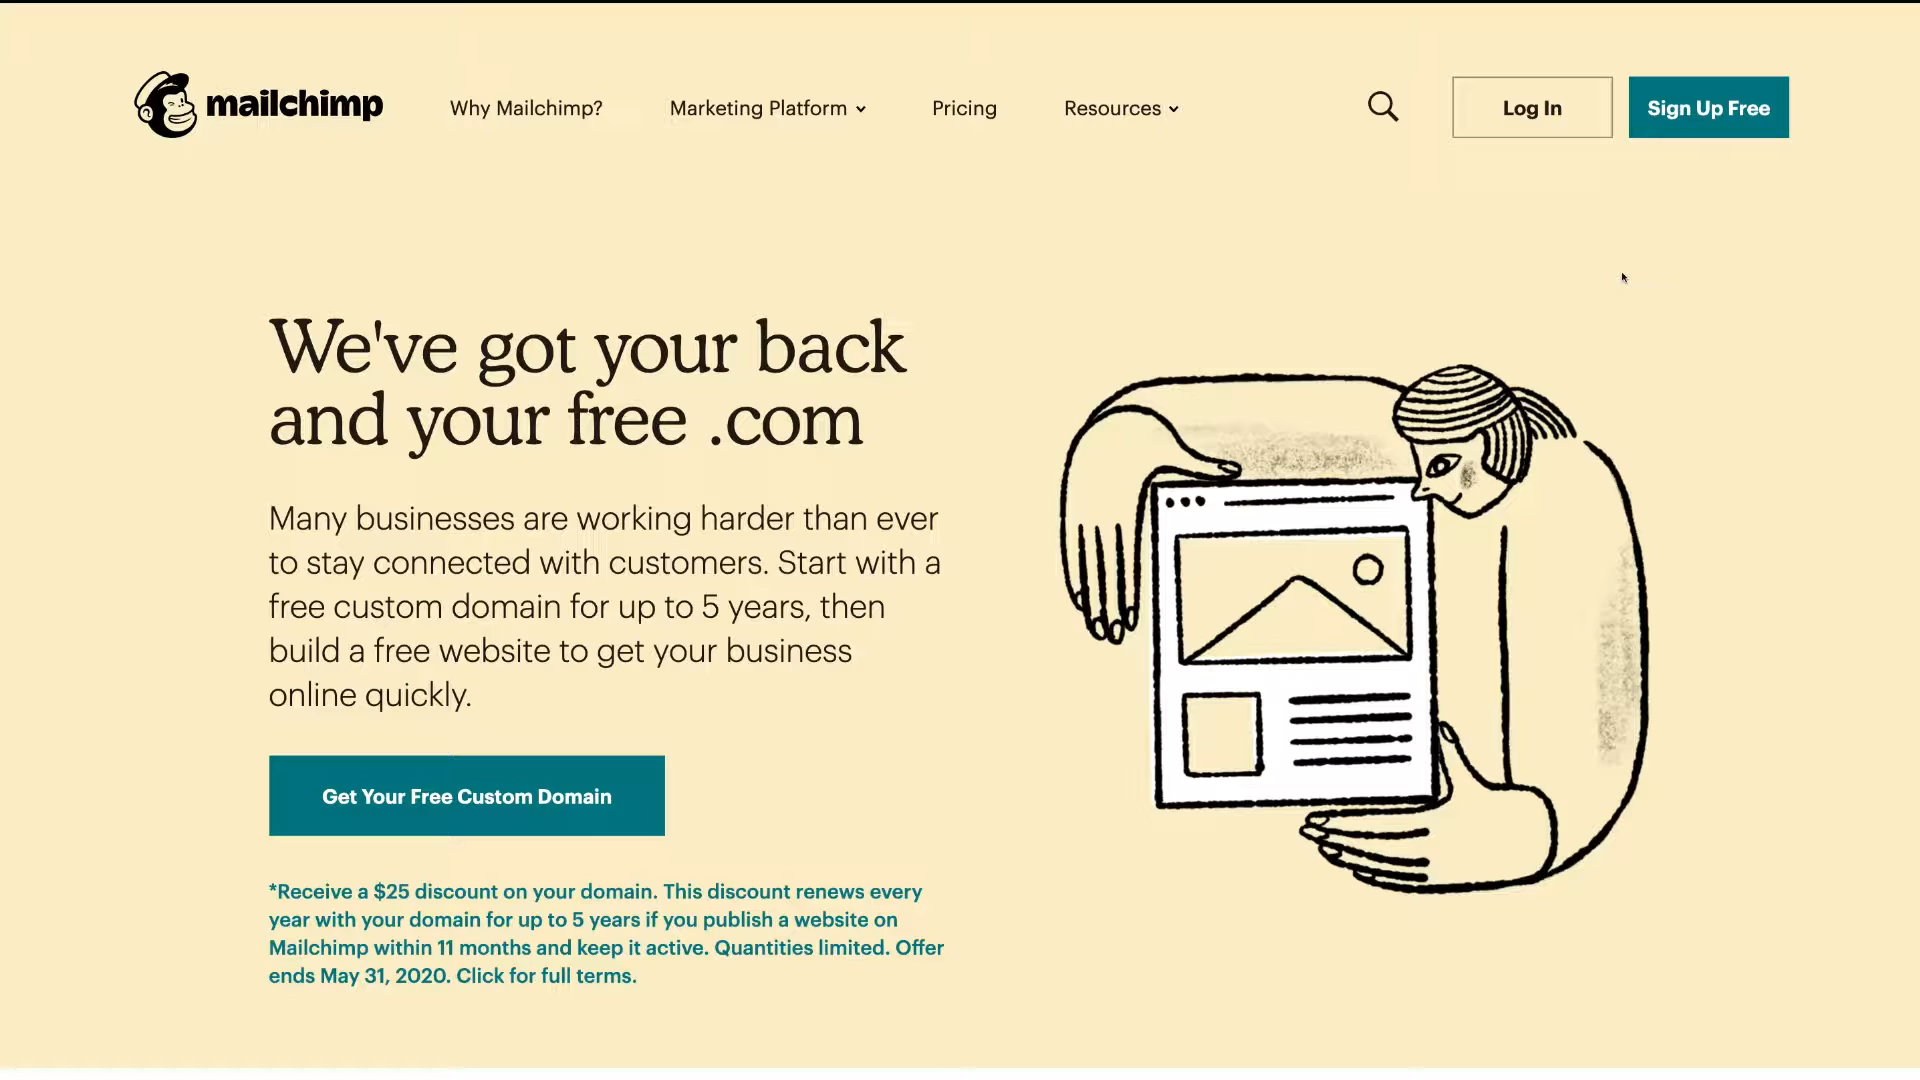 mailchimp
Why Mailchimp?
Marketing Platform
Pricing
Resources
Log In
Sign Up Free
We've got your back
and your free .com
Many businesses are working harder than ever
to stay connected with customers. Start with a
free custom domain for up to 5 years, then
build a free website to get your business
online quickly.
Get Your Free Custom Domain
*Receive a $25 discount on your domain. This discount renews every
year with your domain for up to 5 years if you publish a website on
Mailchimp within 11 months and keep it active. Quantities limited. Offer
ends May 31, 2020. Click for full terms.